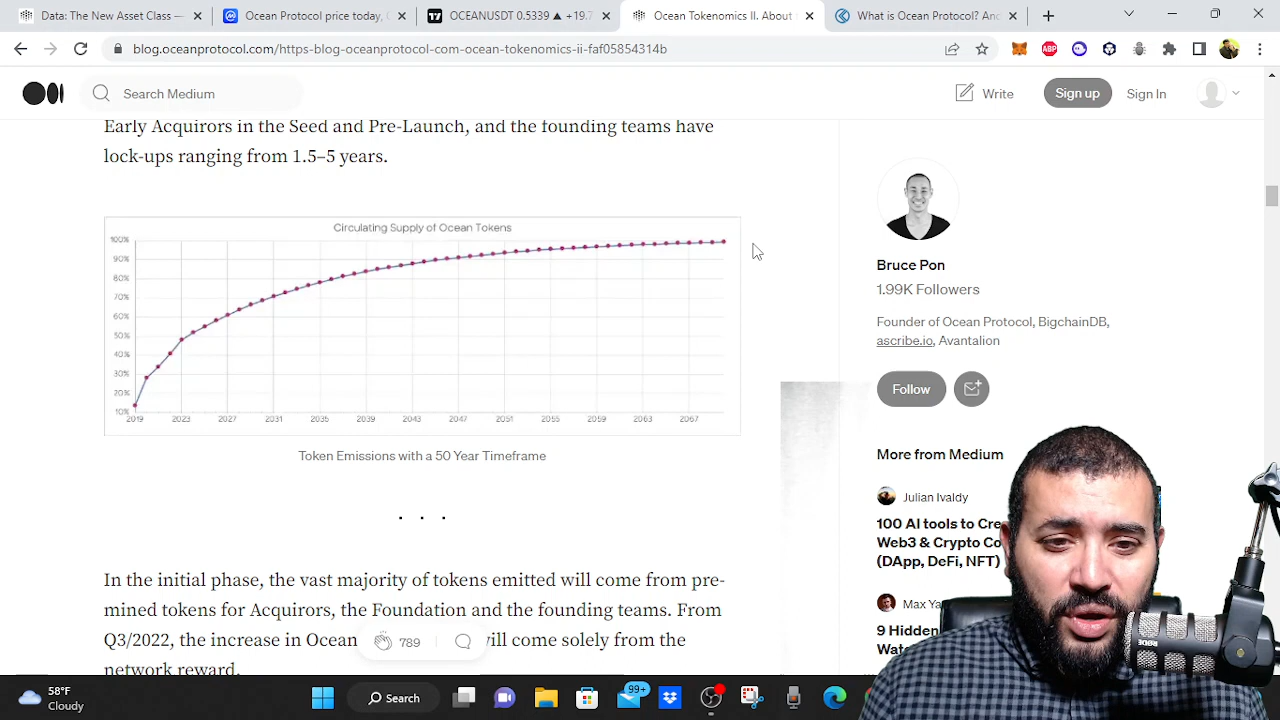 Data: The New Asset Class —
Ocean Protocol price today,
OCEANUSDT 0.5339 ▲ +19.7
Ocean Tokenomics II. About
What is Ocean Protocol? And
blog.oceanprotocol.com/https-blog-oceanprotocol-com-ocean-tokenomics-ii-faf05854314b
ABP
Search Medium
Write
Sign up
Sign In
Early Acquirors in the Seed and Pre-Launch, and the founding teams have
lock-ups ranging from 1.5–5 years.
Circulating Supply of Ocean Tokens
100%
90%
80%
70%
60%
50%
40%
30%
20%
10%
2019 2023 2027 2031 2035 2039 2043 2047 2051 2055 2059 2063 2067
Token Emissions with a 50 Year Timeframe
. . .
In the initial phase, the vast majority of tokens emitted will come from pre-
mined tokens for Acquirors, the Foundation and the founding teams. From
Q3/2022, the increase in Ocean will come solely from the
network reward.
789
Bruce Pon
1.99K Followers
Founder of Ocean Protocol, BigchainDB,
ascribe.io, Avantalion
Follow
More from Medium
Julian Ivaldy
100 AI tools to Cre
Web3 & Crypto Co
(DApp, DeFi, NFT)
Max Ya
9 Hidden
Wat
58°F
Cloudy
Search
99+